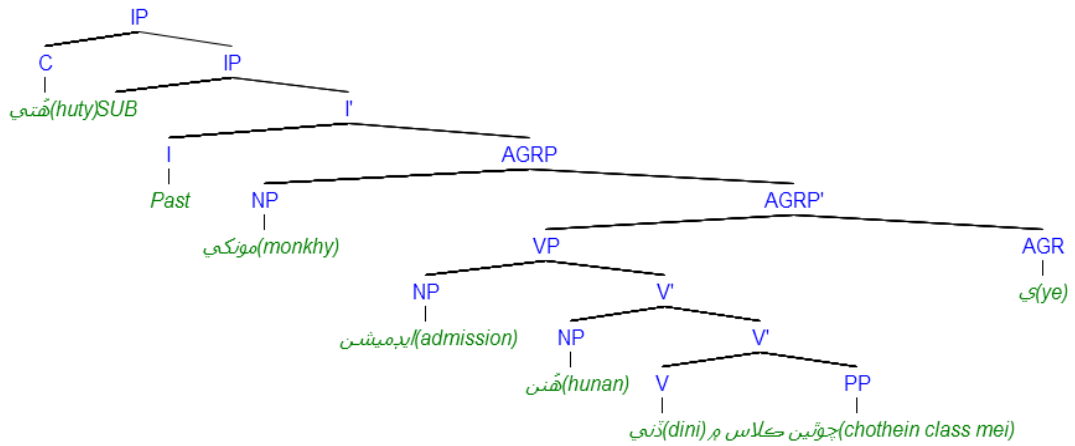 IP
C IP
هُتي(huty)SUB I'
I AGRP
Past NP AGRP'
مونکي(monkhy) VP AGR
NP V' ي(ye)
ايڊميشن(admission) NP V'
هُنن(hunan) V PP
ڏني(dini) چوٿين ڪلاس ۾(chothein class mei)